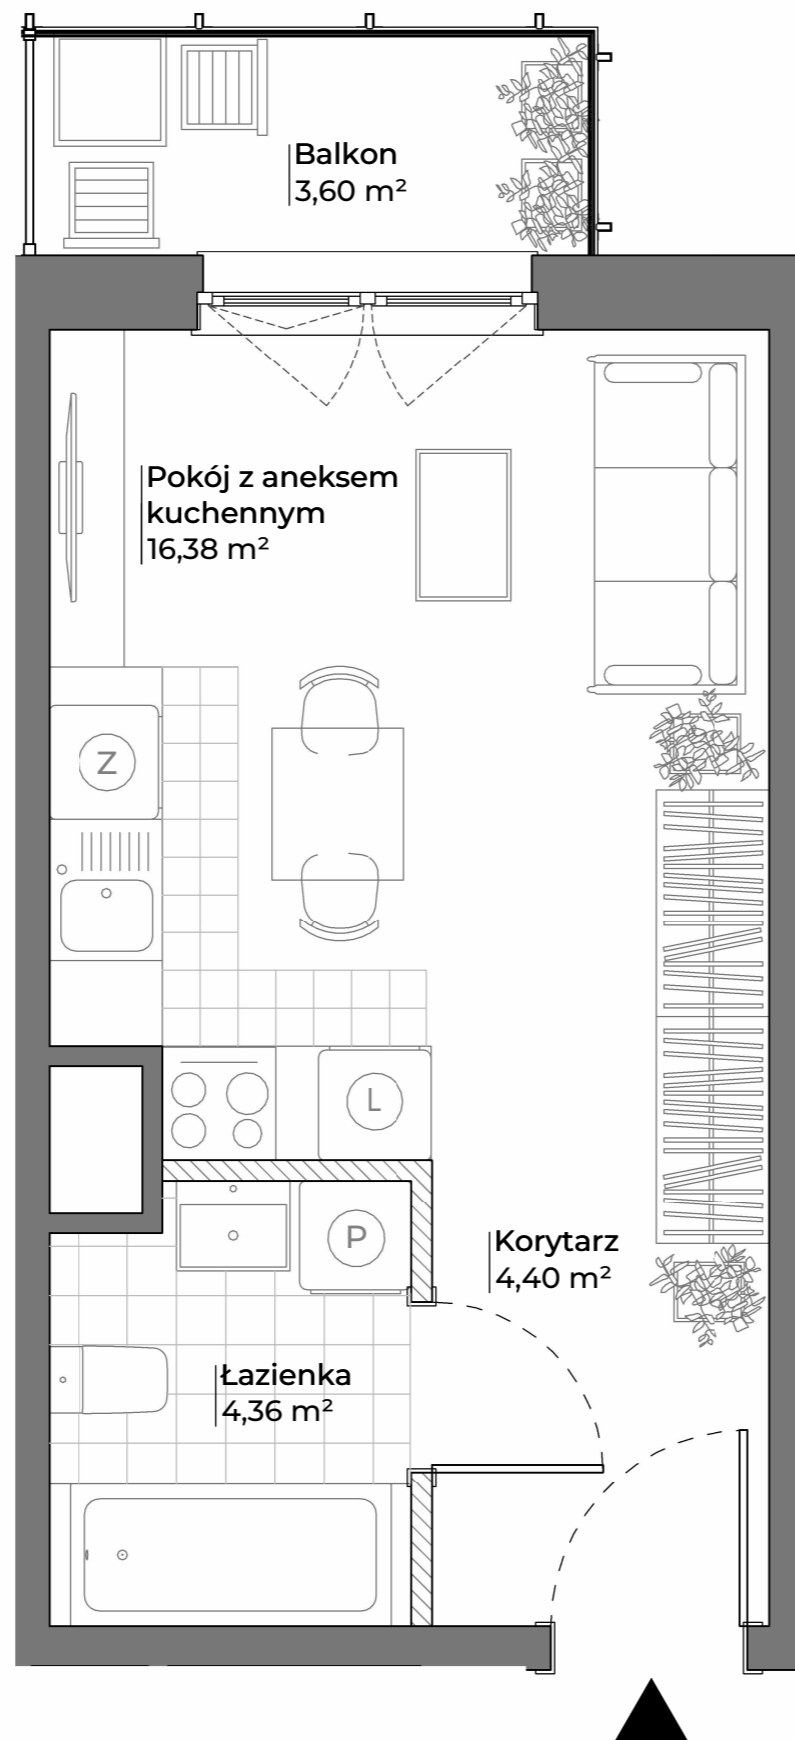 Balkon
3,60 m²
Pokój z aneksem
kuchennym
16,38 m²
Z
L
P
Korytarz
4,40 m²
Łazienka
4,36 m²